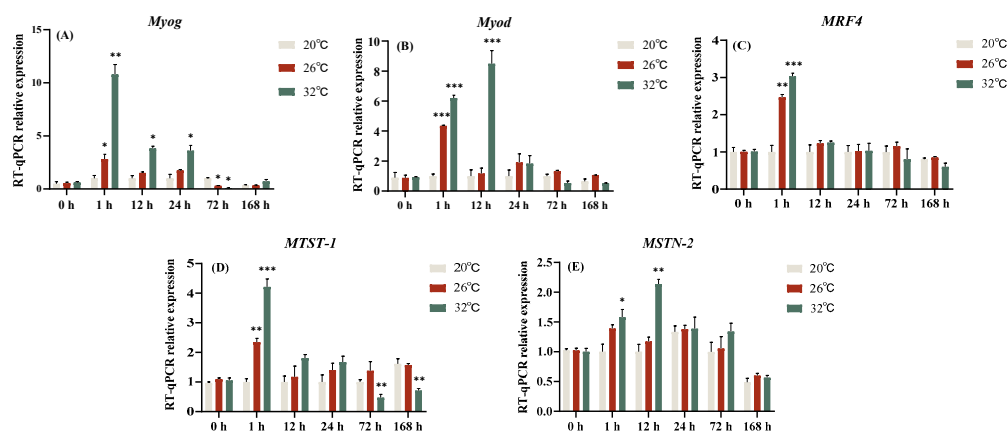 Myog
(A)
RT-qPCR relative expression
15
10
5
0
20℃
26℃
32℃
* ** * * * *
0 h 1 h 12 h 24 h 72 h 168 h
Myod
(B)
RT-qPCR relative expression
10
8
6
4
2
0
20℃
26℃
32℃
*** *** ***
0 h 1 h 12 h 24 h 72 h 168 h
MRF4
(C)
RT-qPCR relative expression
4
3
2
1
0
20℃
26℃
32℃
** ***
0 h 1 h 12 h 24 h 72 h 168 h
MTST-1
(D)
RT-qPCR relative expression
5
4
3
2
1
0
20℃
26℃
32℃
** *** ** **
0 h 1 h 12 h 24 h 72 h 168 h
MSTN-2
(E)
RT-qPCR relative expression
2.5
2.0
1.5
1.0
0.5
0.0
20℃
26℃
32℃
* **
0 h 1 h 12 h 24 h 72 h 168 h